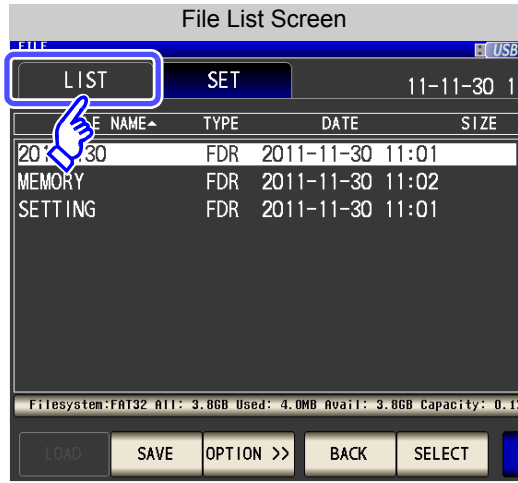 File List Screen
FILE
USB
LIST SET 11-11-30 1
NAME TYPE DATE SIZE
FDR 2011-11-30 11:01
MEMORY FDR 2011-11-30 11:02
SETTING FDR 2011-11-30 11:01
Filesystem:FAT32 All: 3.8GB Used: 4.0MB Avail: 3.8GB Capacity: 0.1
LOAD SAVE OPTION >> BACK SELECT